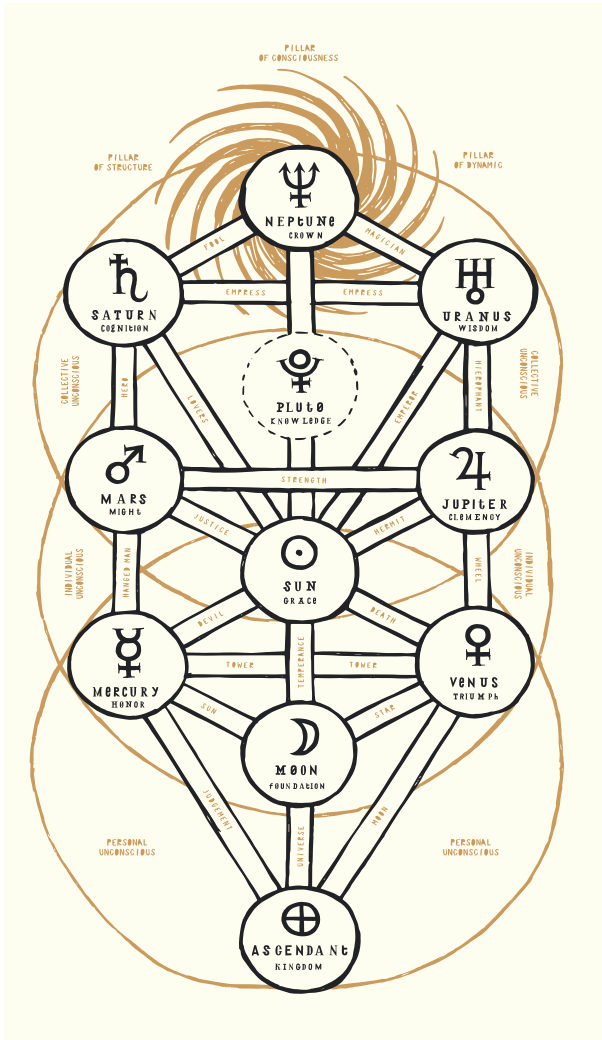 PILLAR
OF CONSCIOUSNESS
PILLAR
OF STRUCTURE
PILLAR
OF DYNAMIC
NEPTUNE
CROWN
FOOL
MAGICIAN
SATURN
COGNITION
EMPRESS
EMPRESS
URANUS
WISDOM
COLLECTIVE
UNCONSCIOUS
HERO
LOVERS
PLUTO
KNOWLEDGE
EMPEROR
HIEROPHANT
COLLECTIVE
UNCONSCIOUS
MARS
MIGHT
STRENGTH
JUPITER
CLEMENCY
JUSTICE
HERMIT
INDIVIDUAL
UNCONSCIOUS
HANGED MAN
SUN
GRACE
WHEEL
INDIVIDUAL
UNCONSCIOUS
DEVIL
DEATH
MERCURY
HONOR
TOWER
TEMPERANCE
TOWER
VENUS
TRIUMPH
SUN
STAR
MOON
FOUNDATION
JUDGEMENT
UNIVERSE
MOON
PERSONAL
UNCONSCIOUS
PERSONAL
UNCONSCIOUS
ASCENDANT
KINGDOM